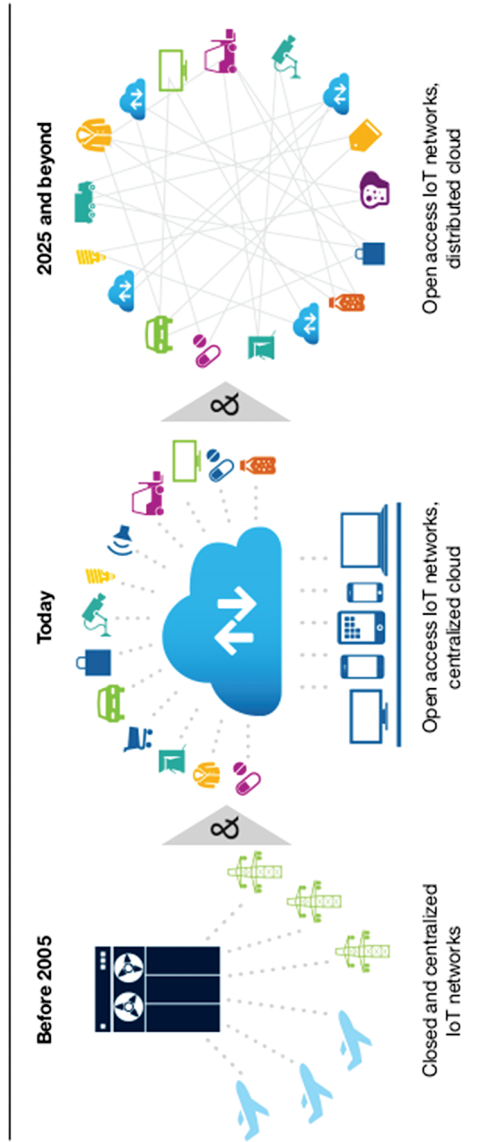 Before 2005
Closed and centralized
IoT networks
&
Today
Open access IoT networks,
centralized cloud
&
2025 and beyond
Open access IoT networks,
distributed cloud